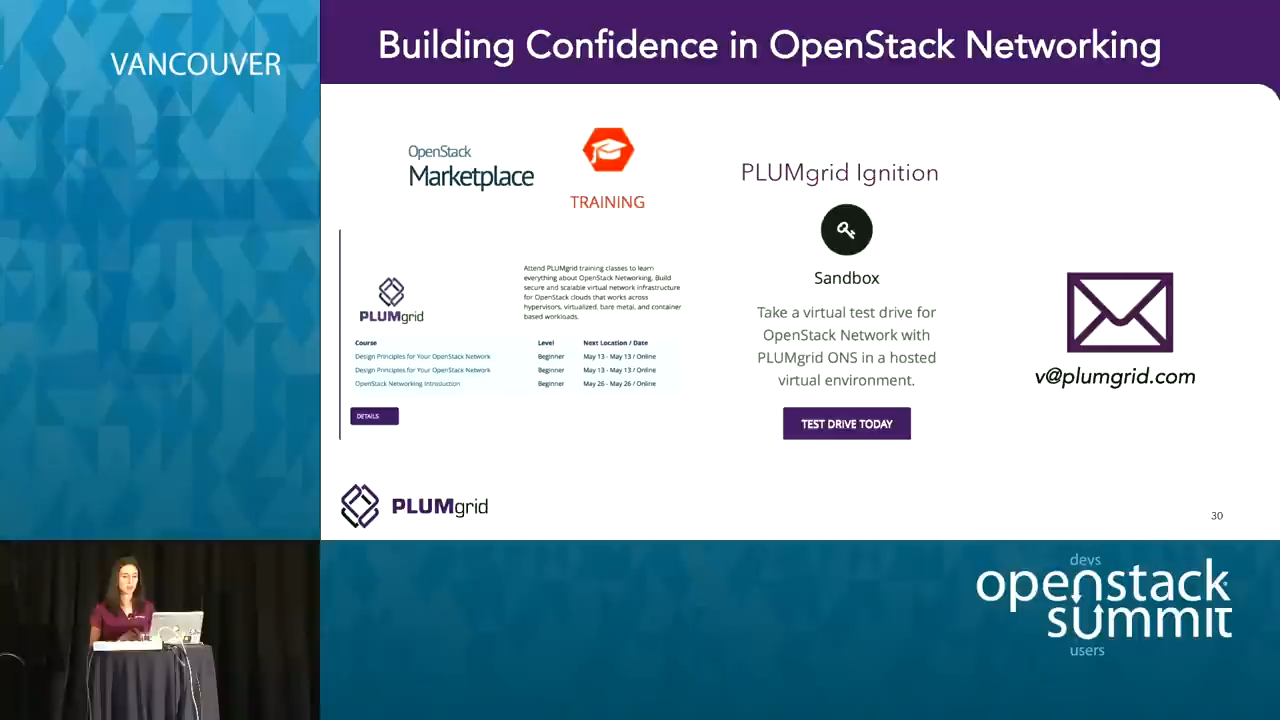 VANCOUVER
Building Confidence in OpenStack Networking
OpenStack
Marketplace
TRAINING
PLUMgrid
Attend PLUMgrid training classes to learn
everything about OpenStack Networking. Build
secure and scalable virtual network infrastructure
for OpenStack clouds that works across
hypervisors, virtualized, bare metal, and container
based workloads.
Course Level Next Location / Date
Design Principles for Your OpenStack Network Beginner May 13 - May 13 / Online
Design Principles for Your OpenStack Network Beginner May 13 - May 13 / Online
OpenStack Networking Introduction Beginner May 26 - May 26 / Online
DETAILS
PLUMgrid Ignition
Sandbox
Take a virtual test drive for
OpenStack Network with
PLUMgrid ONS in a hosted
virtual environment.
TEST DRIVE TODAY
v@plumgrid.com
PLUMgrid
30
devs
openstack
summit
users